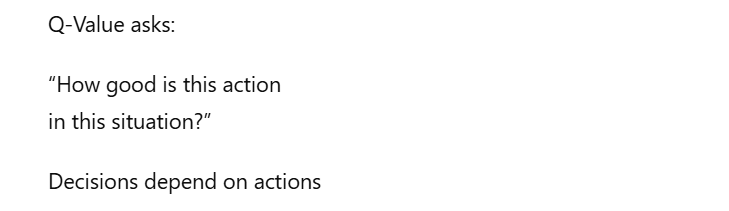 Q-Value asks:
“How good is this action
in this situation?”
Decisions depend on actions